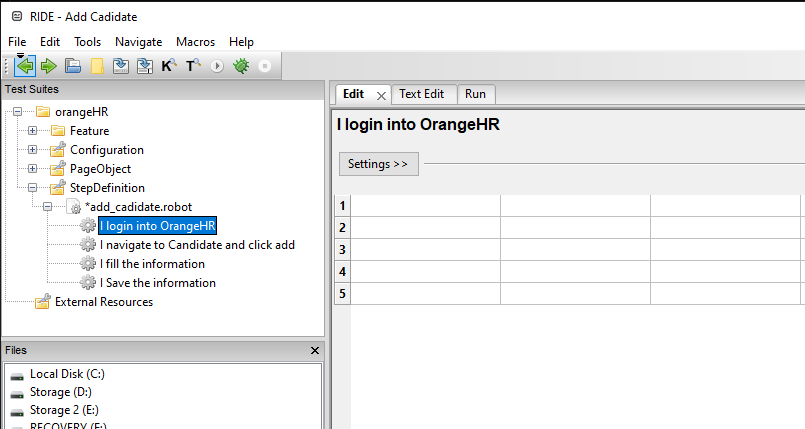 RIDE - Add Cadidate
File Edit Tools Navigate Macros Help
K T
Test Suites
orangeHR
Feature
Configuration
PageObject
StepDefinition
*add_cadidate.robot
I login into OrangeHR
I navigate to Candidate and click add
I fill the information
I Save the information
External Resources
Files
Local Disk (C:)
Storage (D:)
Storage 2 (E:)
RECOVERY (F:)
Edit Text Edit Run
I login into OrangeHR
Settings >>
1
2
3
4
5